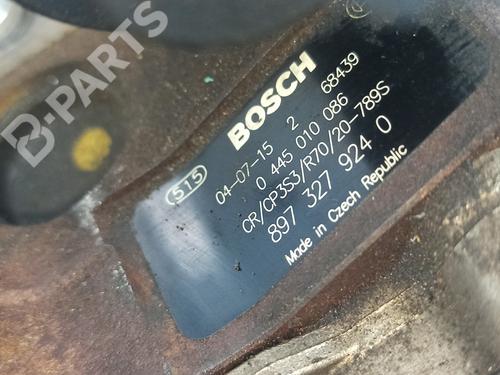 B-PARTS
BOSCH
515 04-07-15 2 68439
0 445 010 086
CR/CP3S3/R70/20-789S
897 327 924 0
Made in Czech Republic